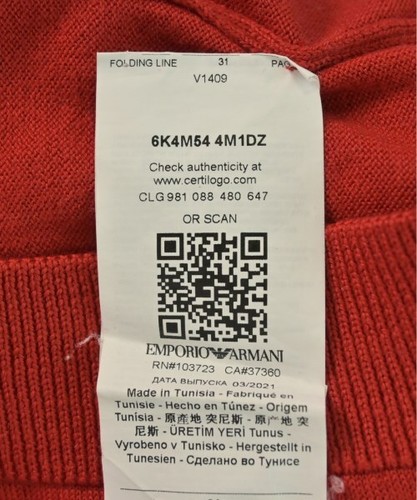 FOLDING LINE 31 PAG
V1409
6K4M54 4M1DZ
Check authenticity at
www.certilogo.com
CLG 981 088 480 647
OR SCAN
EMPORIO ARMANI
RN#103723 CA#37360
ДАТА ВЫПУСКА 03/2021
Made in Tunisia - Fabriqué en
Tunisie - Hecho en Túnez - Origem
Tunisia - 原產地 突尼斯 - 原产地 突
尼斯 - ÜRETİM YERİ Tunus -
Vyrobeno v Tunisko - Hergestellt in
Tunesien - Сделано во Тунисе